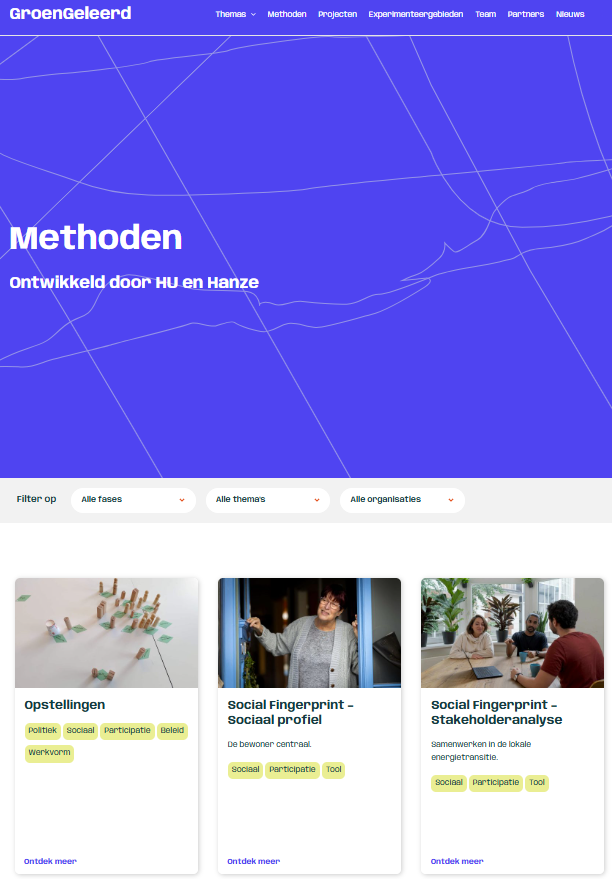 GroenGeleerd
Themas Methoden Projecten Experimenteergebieden Team Partners Nieuws
Methoden
Ontwikkeld door HU en Hanze
Filter op Alle fases Alle thema's Alle organisaties
Opstellingen
Politiek Sociaal Participatie Beleid
Werkvorm
Ontdek meer
Social Fingerprint –
Sociaal profiel
De bewoner centraal.
Sociaal Participatie Tool
Ontdek meer
Social Fingerprint –
Stakeholderanalyse
Samenwerken in de lokale
energietransitie.
Sociaal Participatie Tool
Ontdek meer